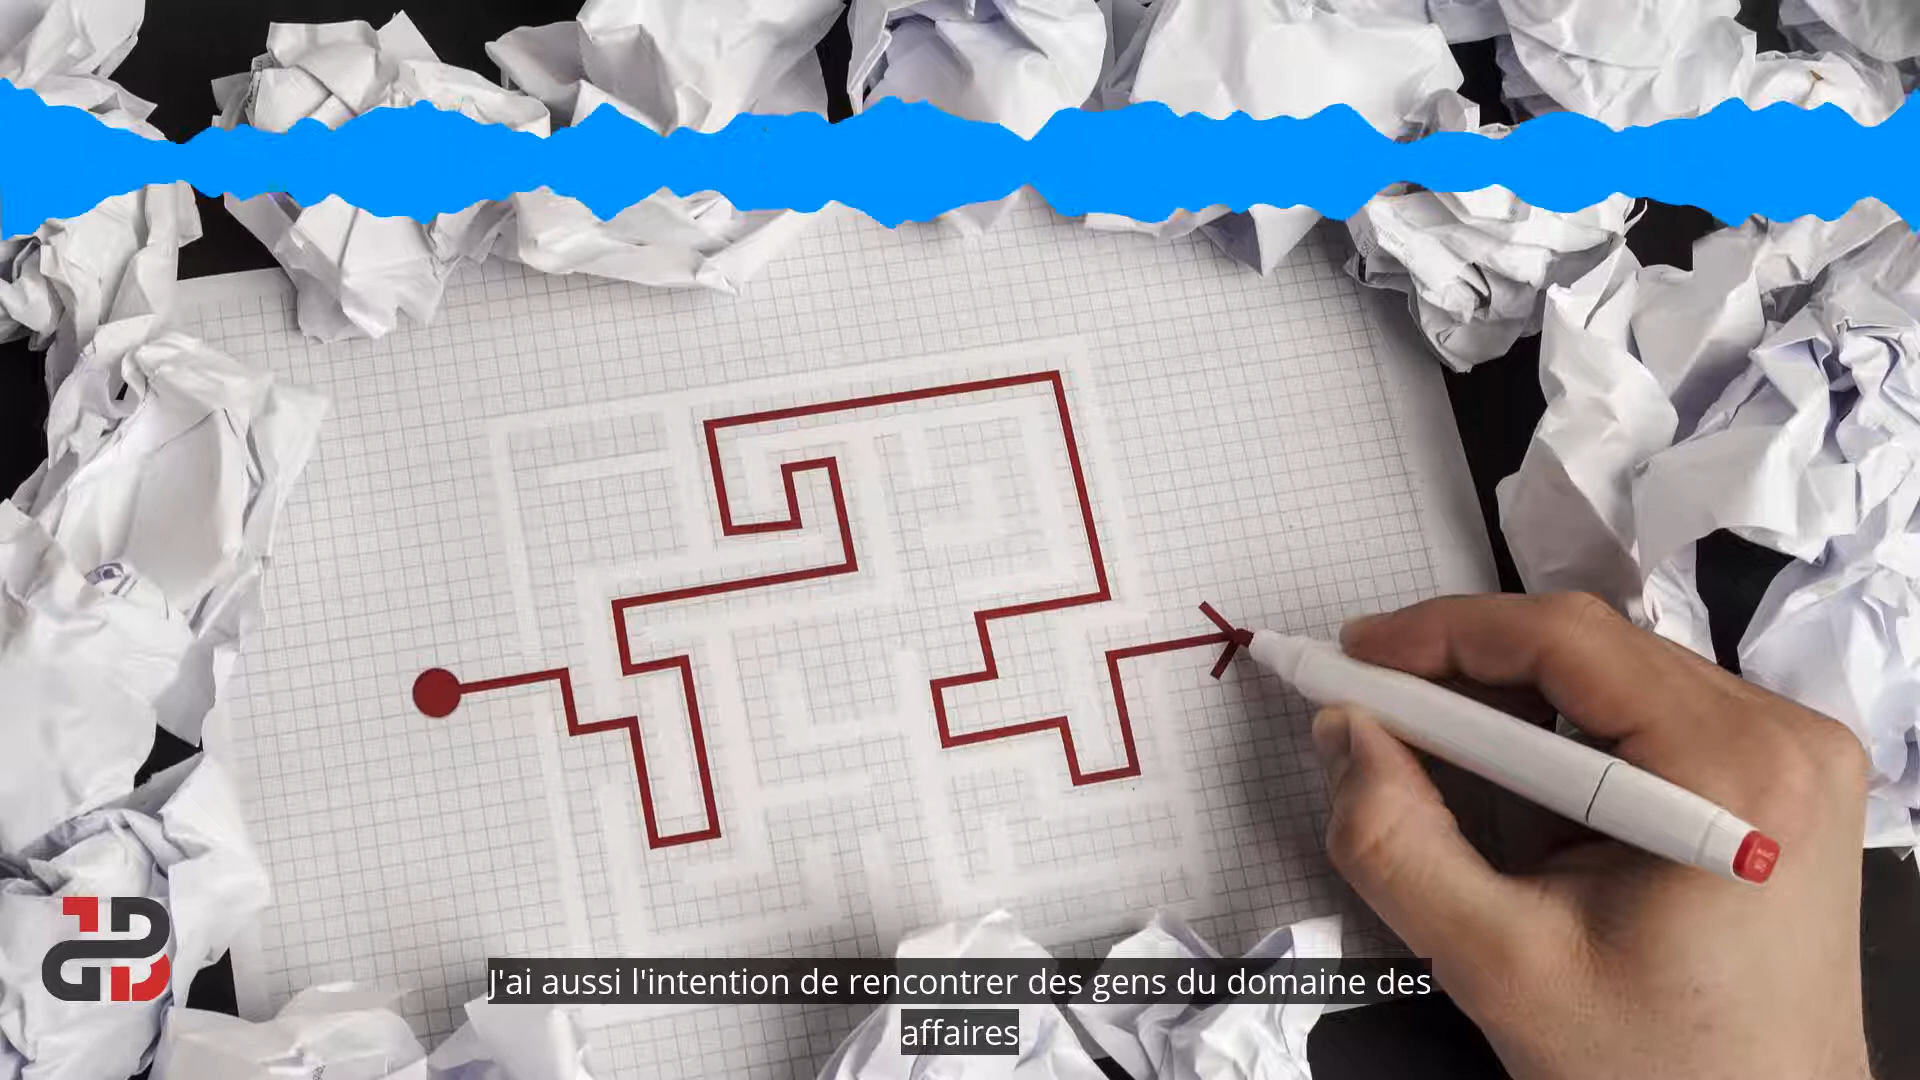 J'ai aussi l'intention de rencontrer des gens du domaine des
affaires